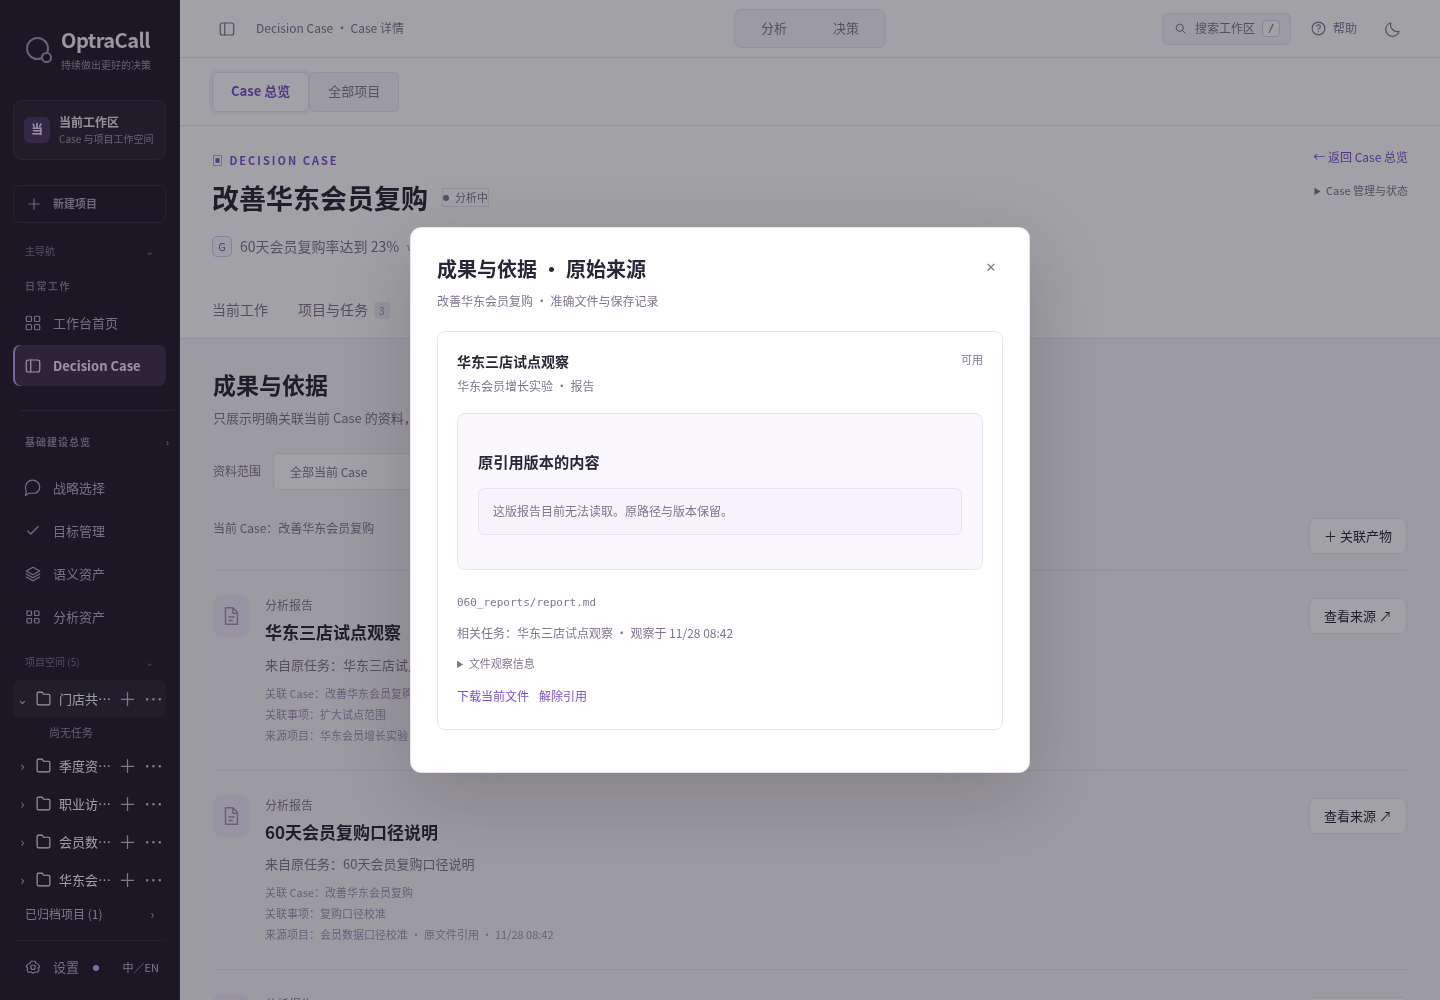 OptraCall
持续做出更好的决策
当 当前工作区
Case 与项目工作空间
新建项目
主导航
日常工作
工作台首页
Decision Case
基础建设总览
战略选择
目标管理
语义资产
分析资产
项目空间 (5)
门店共…
尚无任务
季度资…
职业访…
会员数…
华东会…
已归档项目 (1)
设置 中／EN
Decision Case · Case 详情
分析 决策
搜索工作区 /
帮助
Case 总览 全部项目
DECISION CASE
← 返回 Case 总览
改善华东会员复购 分析中
Case 管理与状态
G 60天会员复购率达到 23%
当前工作 项目与任务 3
成果与依据
只展示明确关联当前 Case 的资料，
资料范围 全部当前 Case
当前 Case：改善华东会员复购
＋ 关联产物
分析报告
华东三店试点观察
来自原任务：华东三店试
关联 Case：改善华东会员复购
关联事项：扩大试点范围
来源项目：华东会员增长实验
查看来源 ↗
分析报告
60天会员复购口径说明
来自原任务：60天会员复购口径说明
关联 Case：改善华东会员复购
关联事项：复购口径校准
来源项目：会员数据口径校准 · 原文件引用 · 11/28 08:42
查看来源 ↗
成果与依据 · 原始来源
×
改善华东会员复购 · 准确文件与保存记录
华东三店试点观察
可用
华东会员增长实验 · 报告
原引用版本的内容
这版报告目前无法读取。原路径与版本保留。
060_reports/report.md
相关任务：华东三店试点观察 · 观察于 11/28 08:42
文件观察信息
下载当前文件 解除引用